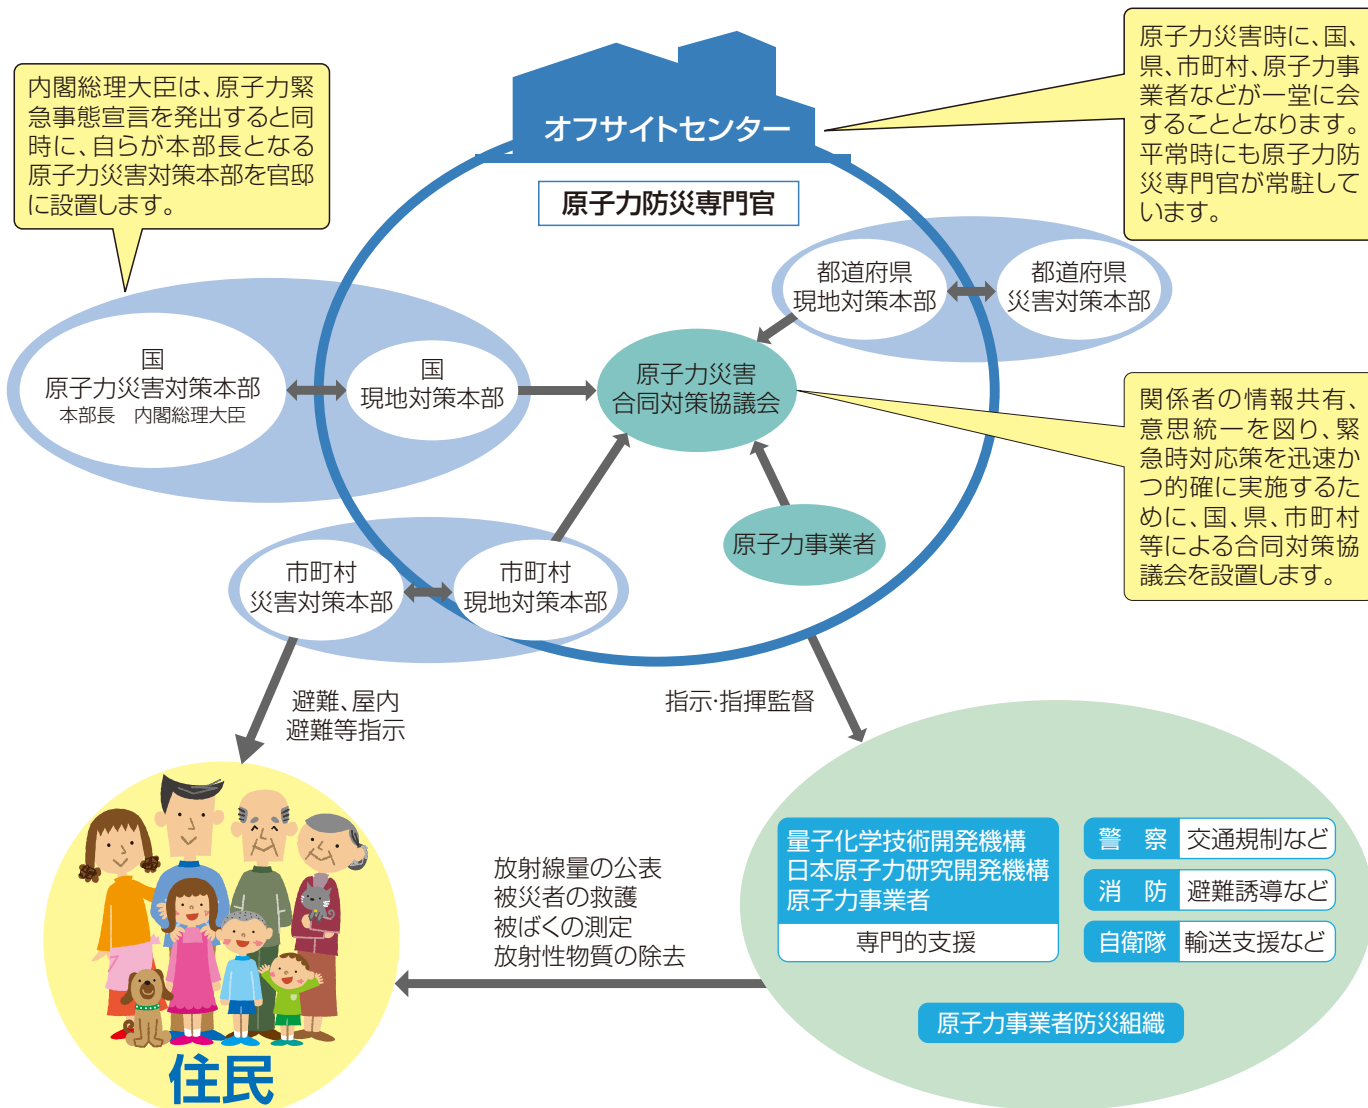 オフサイトセンター
原子力防災専門官
内閣総理大臣は、原子力緊
急事態宣言を発出すると同
時に、自らが本部長となる
原子力災害対策本部を官邸
に設置します。
原子力災害時に、国、
県、市町村、原子力事
業者などが一堂に会
することとなります。
平常時にも原子力防
災専門官が常駐して
います。
都道府県
現地対策本部
都道府県
災害対策本部
国
原子力災害対策本部
本部長　内閣総理大臣
国
現地対策本部
原子力災害
合同対策協議会
関係者の情報共有、
意思統一を図り、緊
急時対応策を迅速か
つ的確に実施するた
めに、国、県、市町村
等による合同対策協
議会を設置します。
原子力事業者
市町村
災害対策本部
市町村
現地対策本部
避難、屋内
避難等指示
指示・指揮監督
量子化学技術開発機構
日本原子力研究開発機構
原子力事業者
専門的支援
警　察　交通規制など
消　防　避難誘導など
自衛隊　輸送支援など
原子力事業者防災組織
放射線量の公表
被災者の救護
被ばくの測定
放射性物質の除去
住民